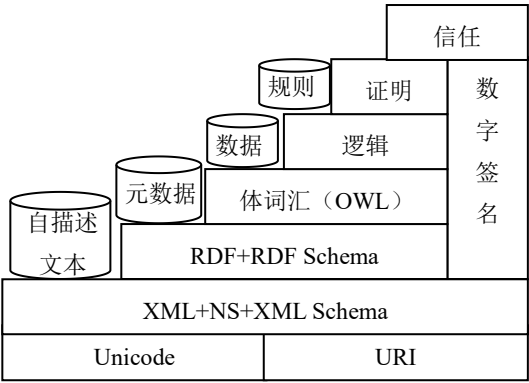 信任
规则
证明
数字签名
数据
逻辑
元数据
体词汇（OWL）
自描述
文本
RDF+RDF Schema
XML+NS+XML Schema
Unicode
URI